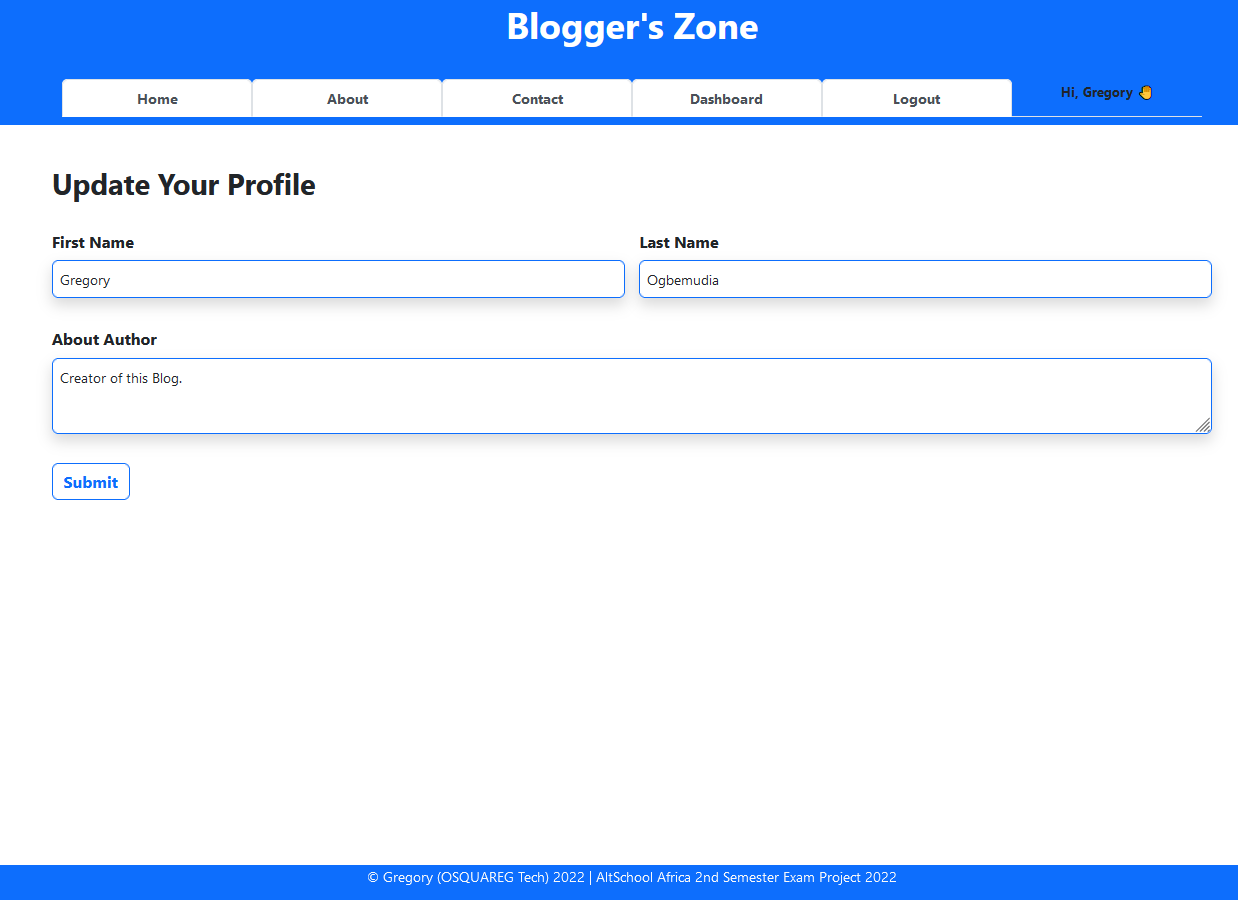 Blogger's Zone
Home About Contact Dashboard Logout Hi, Gregory 🤚
Update Your Profile
First Name Last Name
Gregory Ogbemudia
About Author
Creator of this Blog.
Submit
© Gregory (OSQUAREG Tech) 2022 | AltSchool Africa 2nd Semester Exam Project 2022